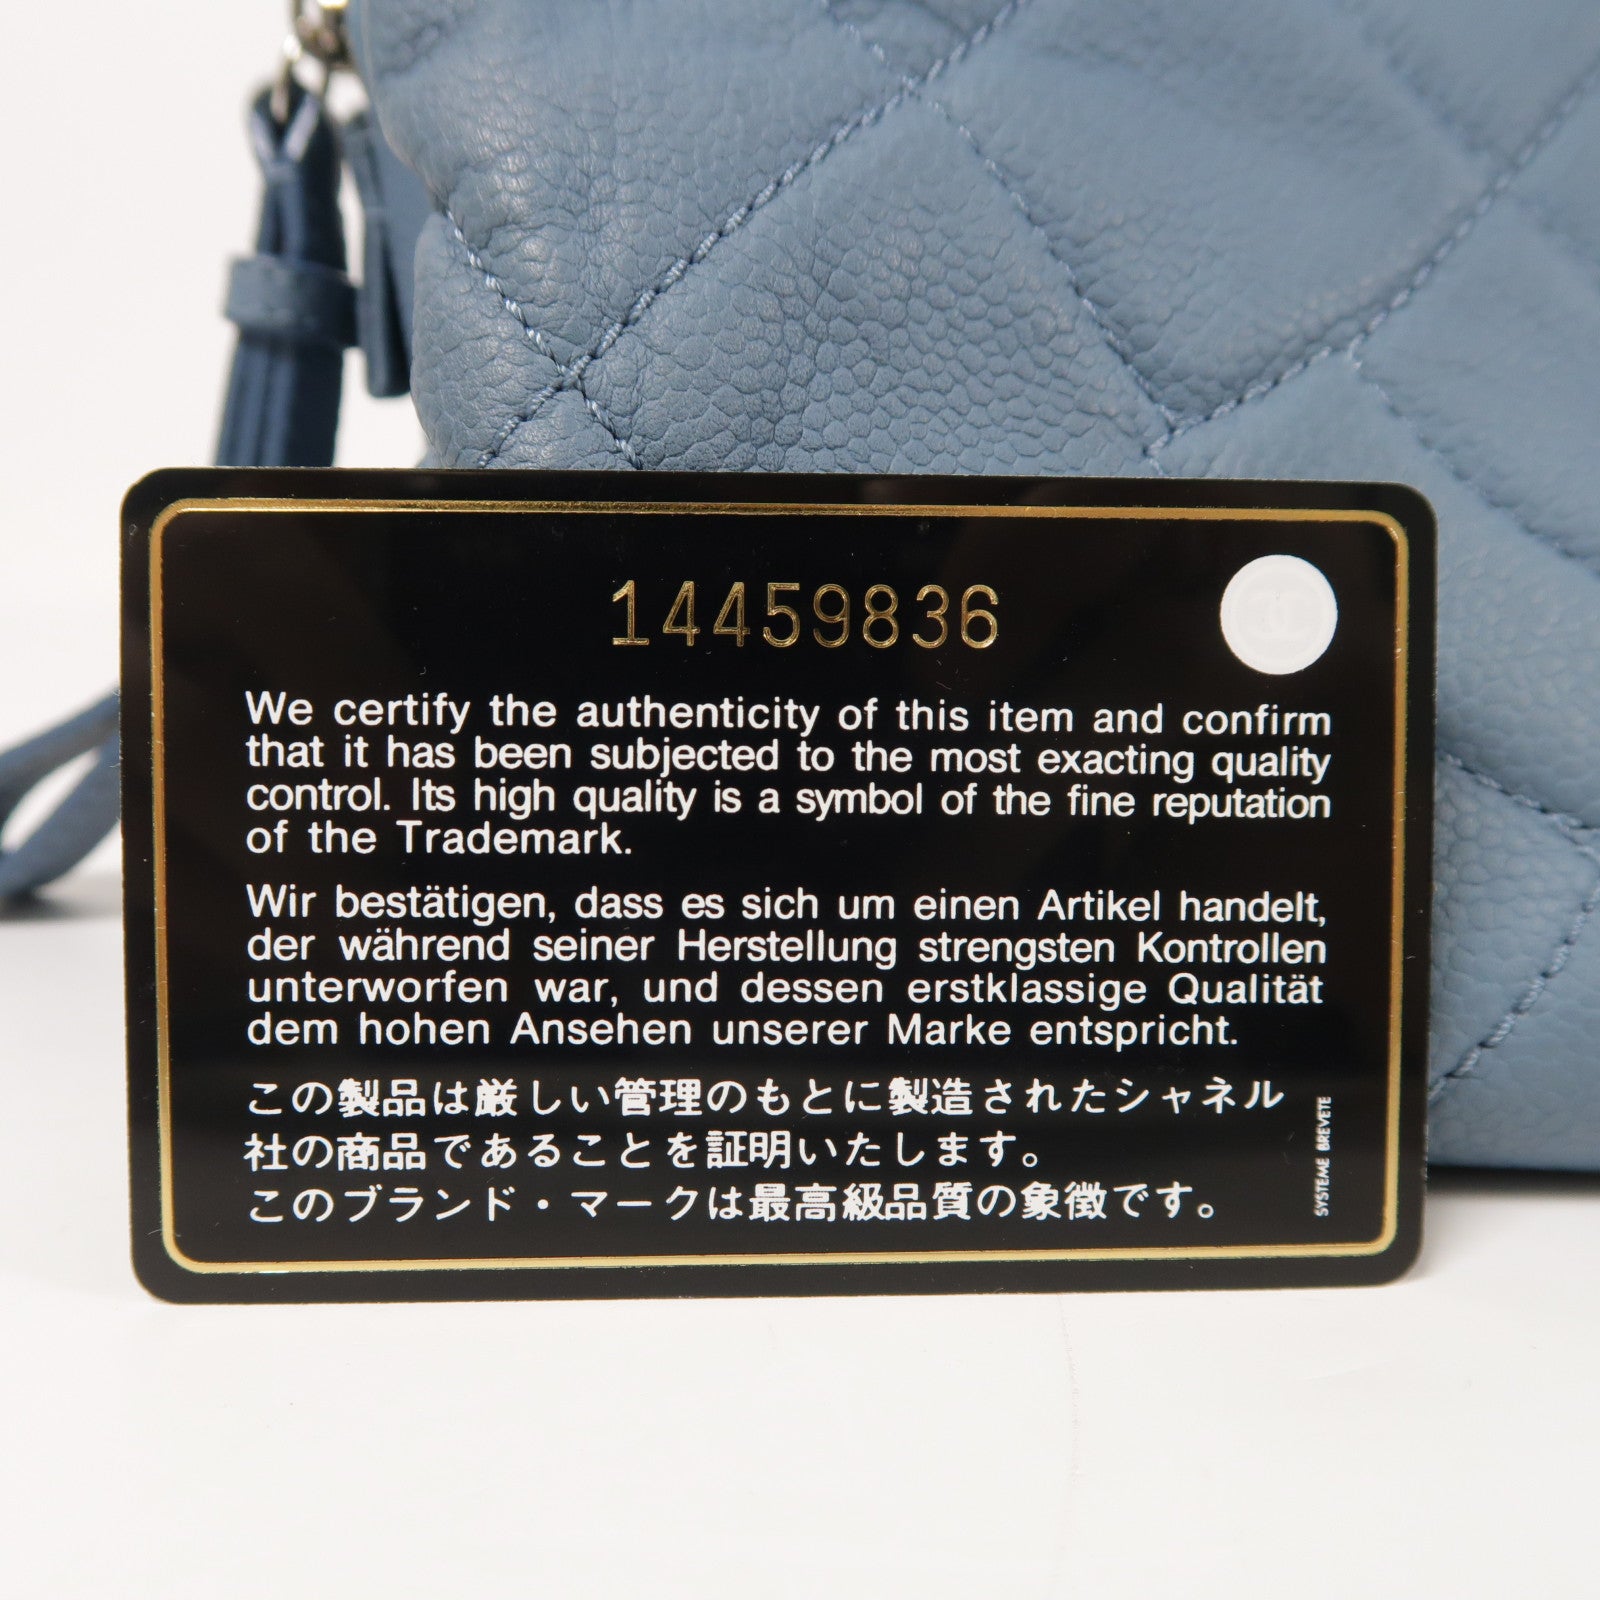 14459836
We certify the authenticity of this item and confirm
that it has been subjected to the most exacting quality
control. Its high quality is a symbol of the fine reputation
of the Trademark.
Wir bestätigen, dass es sich um einen Artikel handelt,
der während seiner Herstellung strengsten Kontrollen
unterworfen war, und dessen erstklassige Qualität
dem hohen Ansehen unserer Marke entspricht.
この製品は厳しい管理のもとに製造されたシャネル
社の商品であることを証明いたします。
このブランド・マークは最高級品質の象徴です。
SYSTEME BREVETE